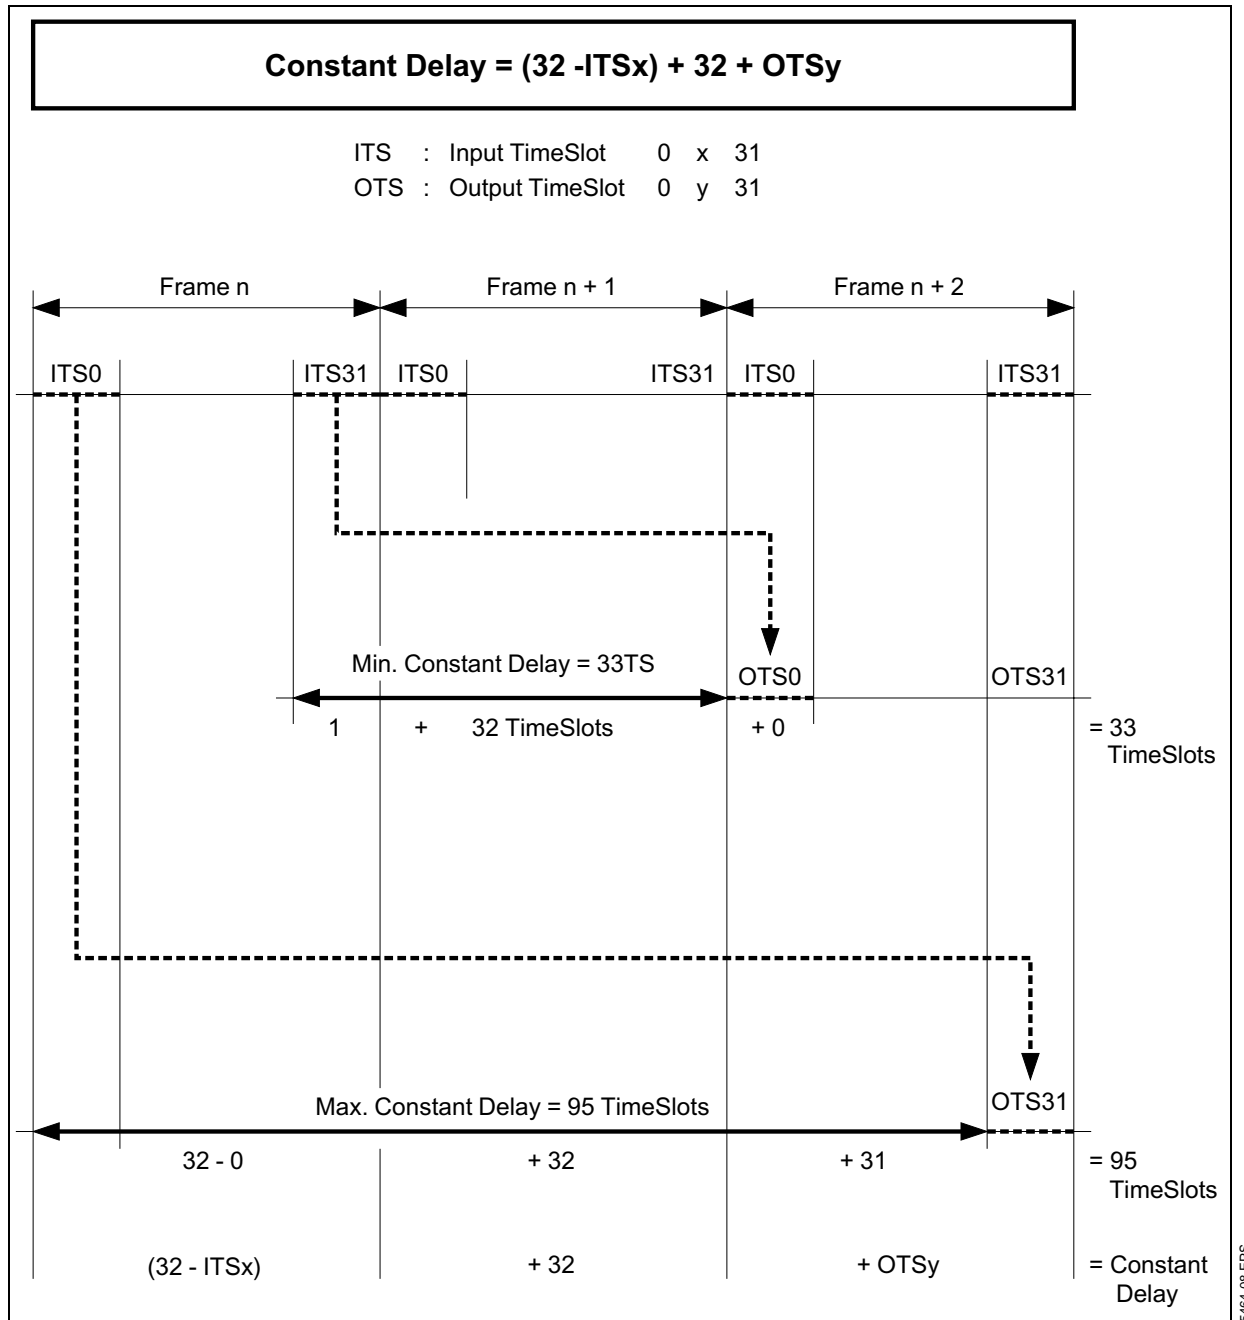 Constant Delay = (32 -ITSx) + 32 + OTSy
ITS : Input TimeSlot 0 x 31
OTS : Output TimeSlot 0 y 31
Frame n Frame n + 1 Frame n + 2
ITS0 ITS31 ITS0 ITS31 ITS0 ITS31
Min. Constant Delay = 33TS
OTS0 OTS31
1 + 32 TimeSlots + 0 = 33
TimeSlots
Max. Constant Delay = 95 TimeSlots
OTS31
32 - 0 + 32 + 31 = 95
TimeSlots
(32 - ITSx) + 32 + OTSy = Constant
Delay